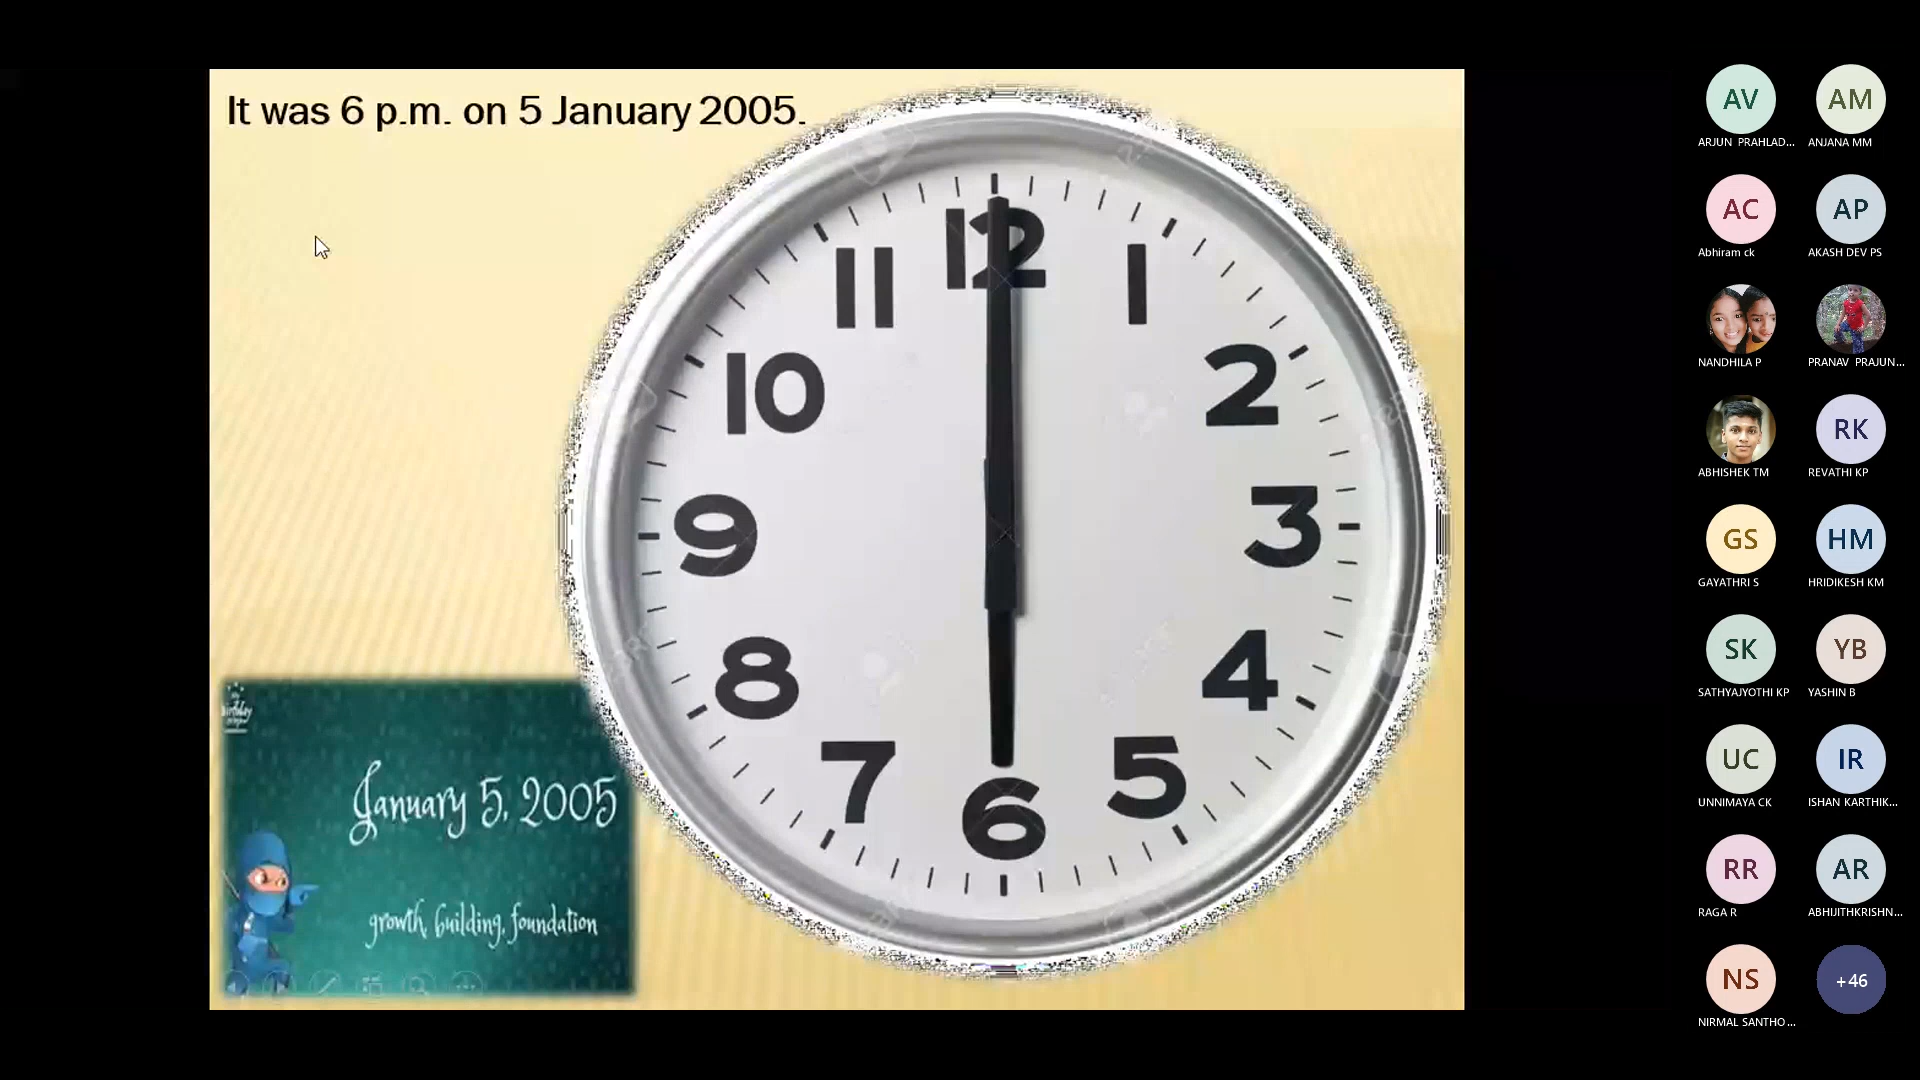 It was 6 p.m. on 5 January 2005.
12
11
1
10
2
9
3
8
4
7
5
6
January 5, 2005
growth, building, foundation
AV
AM
ARJUN PRAHLAD...
ANJANA MM
AC
AP
Abhiram ck
AKASH DEV PS
NANDHILA P
PRANAV PRAJUN...
RK
ABHISHEK TM
REVATHI KP
GS
HM
GAYATHRI S
HRIDIKESH KM
SK
YB
SATHYAJYOTHI KP
YASHIN B
UC
IR
UNNIMAYA CK
ISHAN KARTHIK...
RR
AR
RAGA R
ABHIJITHKRISHN...
NS
+46
NIRMAL SANTHO...